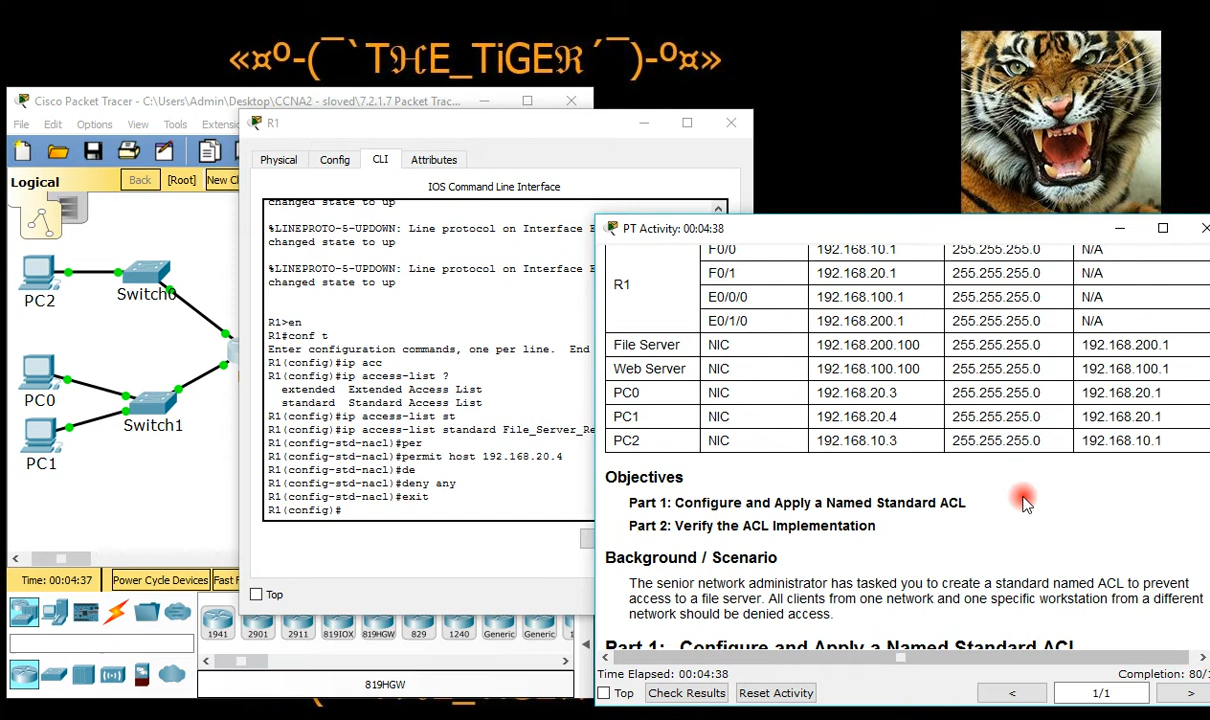 «¤º-(¯`TℋE_TiGEℜ´¯)-º¤»
Cisco Packet Tracer - C:\Users\Admin\Desktop\CCNA2 - sloved\7.2.1.7 Packet Trac...
File Edit Options View Tools Extensi
Logical Back [Root] New Cl
PC2
Switch0
PC0
Switch1
PC1
Time: 00:04:37 Power Cycle Devices Fast F
1941 2901 2911 819IOX 819HGW 829 1240 Generic Generic 1
819HGW
R1
Physical Config CLI Attributes
IOS Command Line Interface
changed state to up
%LINEPROTO-5-UPDOWN: Line protocol on Interface E
changed state to up
%LINEPROTO-5-UPDOWN: Line protocol on Interface E
changed state to up
R1>en
R1#conf t
Enter configuration commands, one per line. End
R1(config)#ip acc
R1(config)#ip access-list ?
extended Extended Access List
standard Standard Access List
R1(config)#ip access-list st
R1(config)#ip access-list standard File_Server_Re
R1(config-std-nacl)#per
R1(config-std-nacl)#permit host 192.168.20.4
R1(config-std-nacl)#de
R1(config-std-nacl)#deny any
R1(config-std-nacl)#exit
R1(config)#
Top
PT Activity: 00:04:38
R1 F0/0 192.168.10.1 255.255.255.0 N/A
F0/1 192.168.20.1 255.255.255.0 N/A
E0/0/0 192.168.100.1 255.255.255.0 N/A
E0/1/0 192.168.200.1 255.255.255.0 N/A
File Server NIC 192.168.200.100 255.255.255.0 192.168.200.1
Web Server NIC 192.168.100.100 255.255.255.0 192.168.100.1
PC0 NIC 192.168.20.3 255.255.255.0 192.168.20.1
PC1 NIC 192.168.20.4 255.255.255.0 192.168.20.1
PC2 NIC 192.168.10.3 255.255.255.0 192.168.10.1
Objectives
Part 1: Configure and Apply a Named Standard ACL
Part 2: Verify the ACL Implementation
Background / Scenario
The senior network administrator has tasked you to create a standard named ACL to prevent
access to a file server. All clients from one network and one specific workstation from a different
network should be denied access.
Part 1: Configure and Apply a Named Standard ACL
Time Elapsed: 00:04:38 Completion: 80/1
Top Check Results Reset Activity < 1/1 >